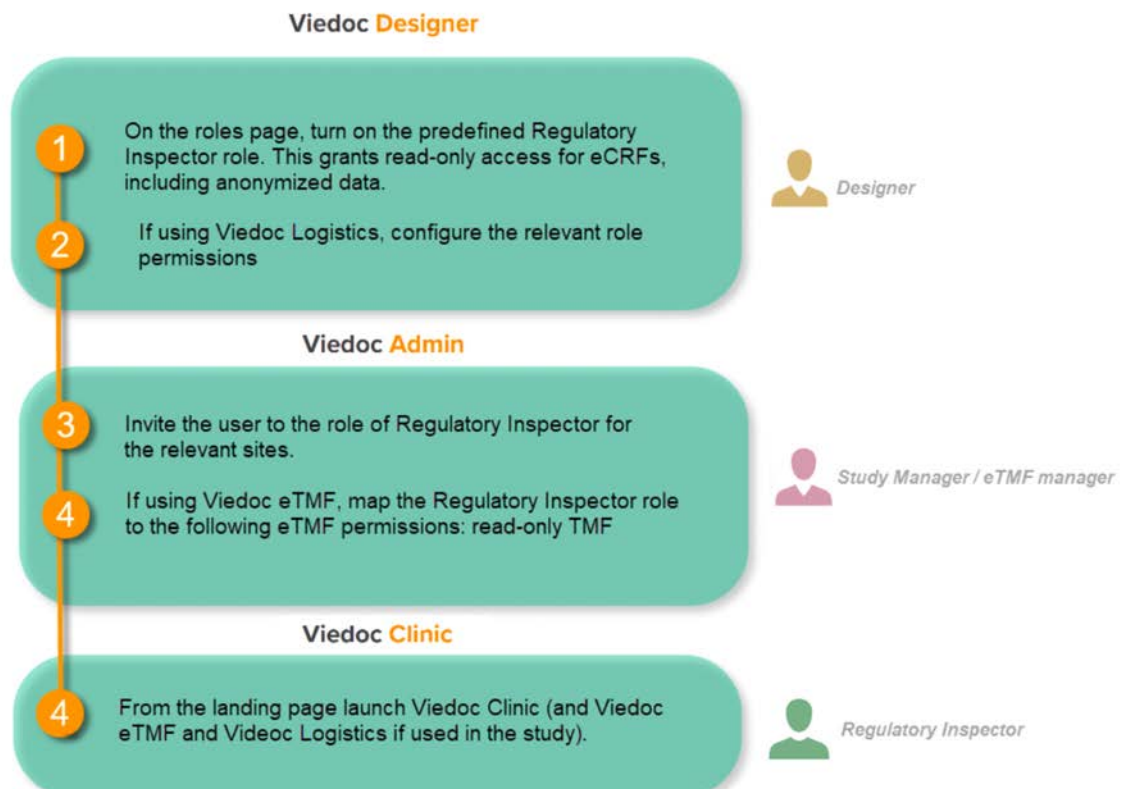 Viedoc Designer
1
On the roles page, turn on the predefined Regulatory
Inspector role. This grants read-only access for eCRFs,
including anonymized data.
Designer
2
If using Viedoc Logistics, configure the relevant role
permissions
Viedoc Admin
3
Invite the user to the role of Regulatory Inspector for
the relevant sites.
Study Manager / eTMF manager
4
If using Viedoc eTMF, map the Regulatory Inspector role
to the following eTMF permissions: read-only TMF
Viedoc Clinic
4
From the landing page launch Viedoc Clinic (and Viedoc
eTMF and Videoc Logistics if used in the study).
Regulatory Inspector